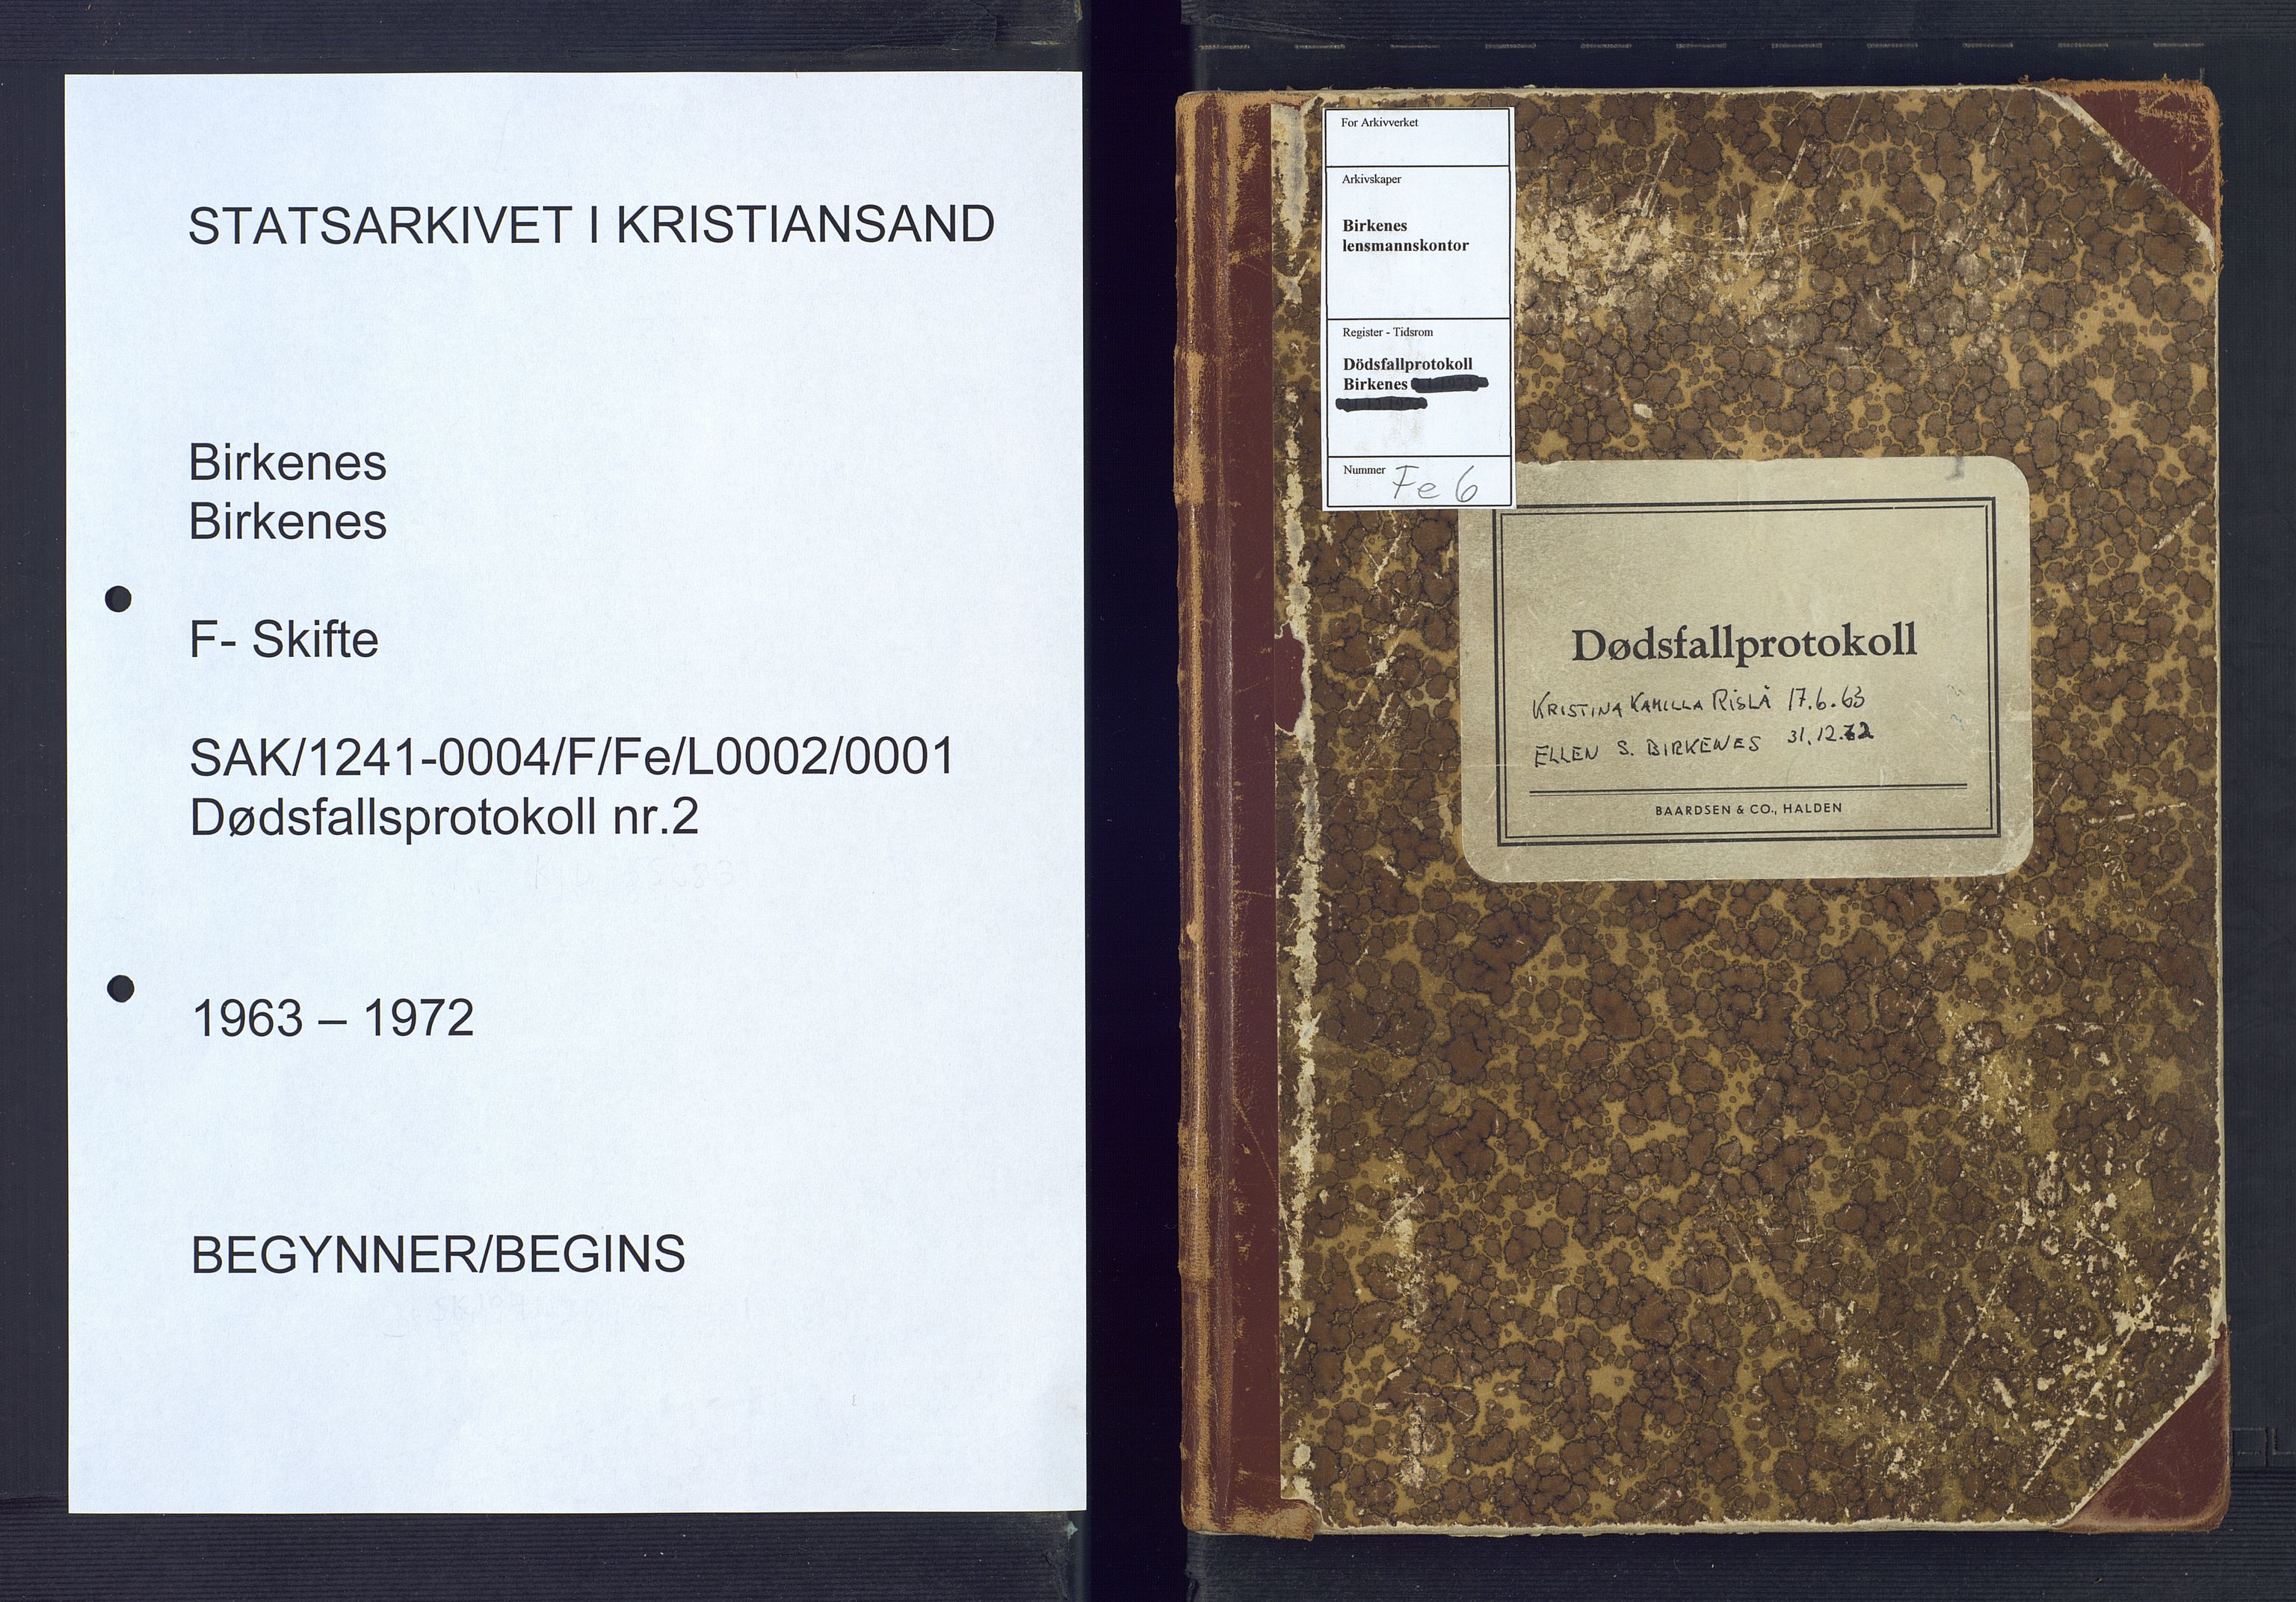 STATSARKIVET I KRISTIANSAND
Birkenes
Birkenes
F- Skifte
SAK/1241-0004/F/Fe/L0002/0001
Dødsfallsprotokoll nr.2
1963 – 1972
BEGYNNER/BEGINS
For Arkivverket
Arkivskaper
Birkenes
lensmannskontor
Register - Tidsrom
Dödsfallprotokoll
Birkenes
Nummer Fe 6
Dødsfallprotokoll
KRISTINA KAMILLA RISLÅ 17.6.63
ELLEN S. BIRKENES 31.12.72
BAARDSEN & CO., HALDEN